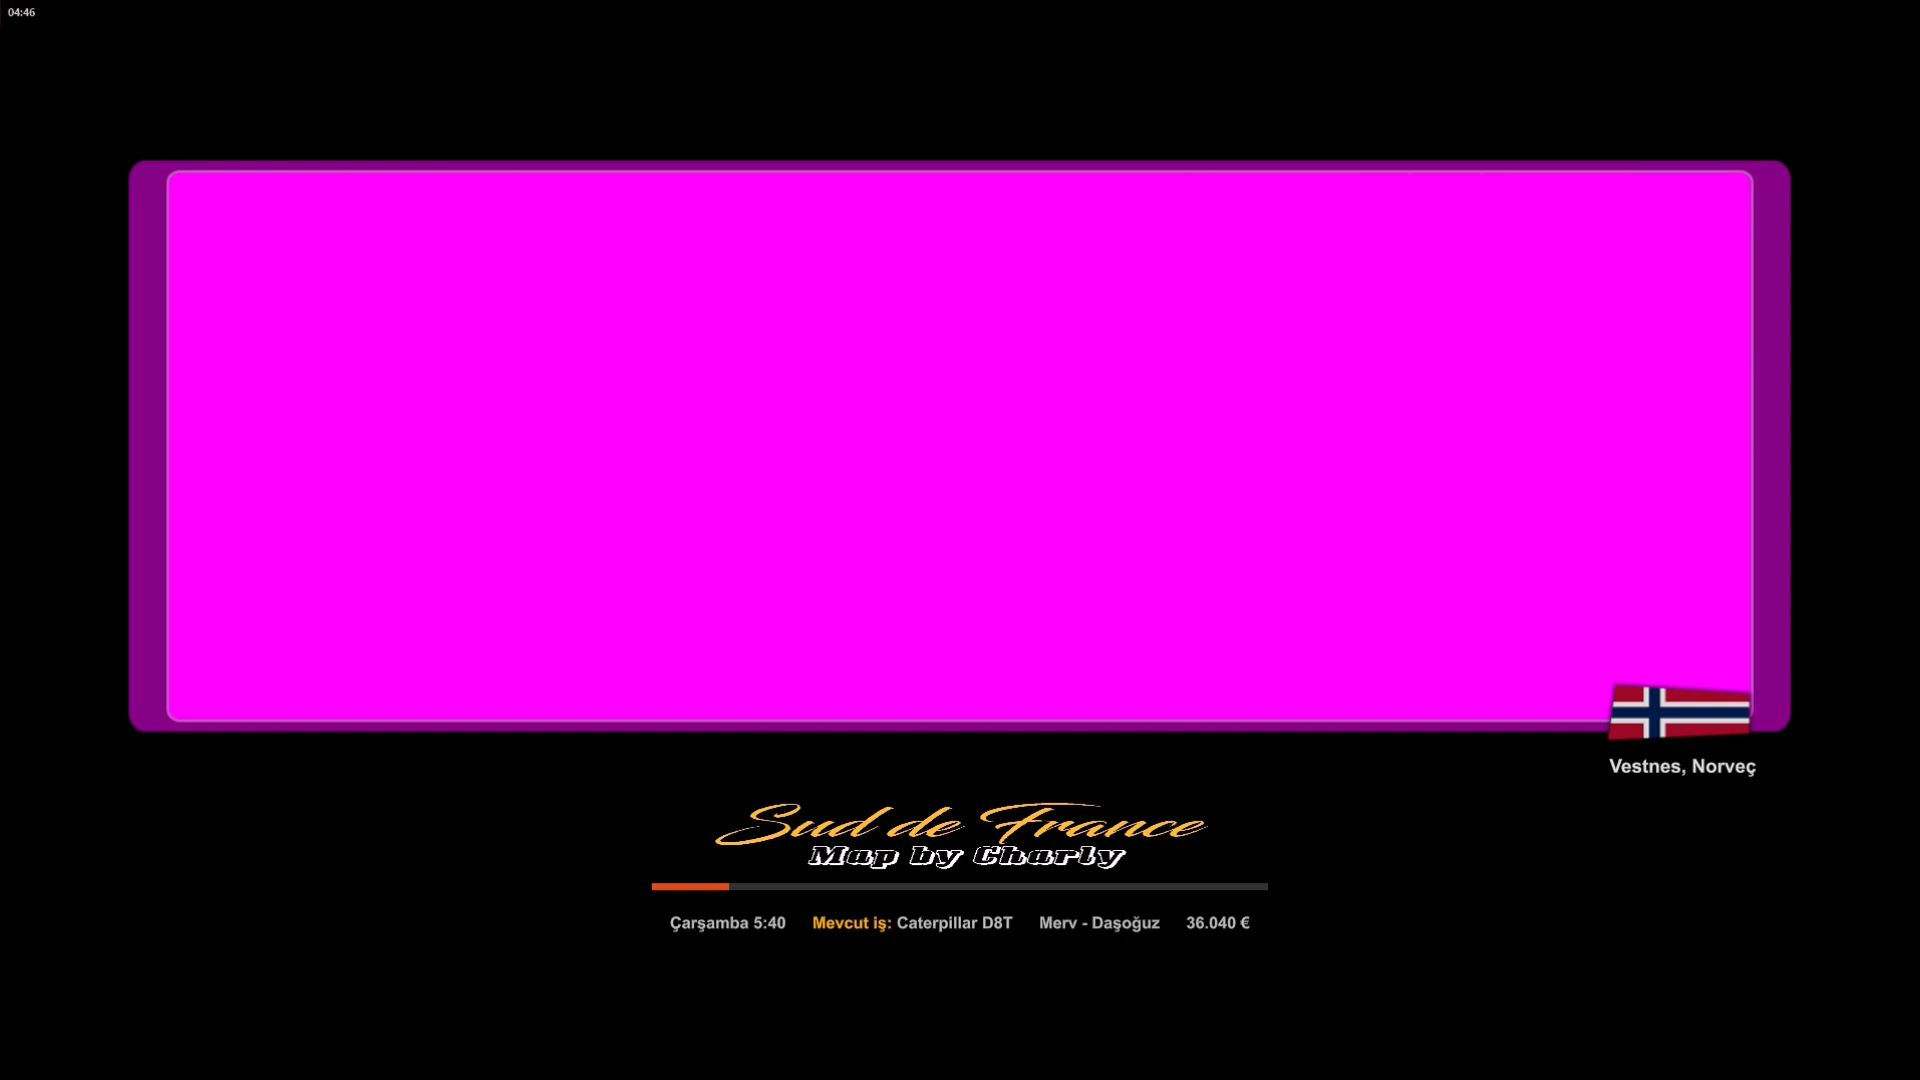 04:46
Vestnes, Norveç
Sud de France
Map by Charly
Çarşamba 5:40 Mevcut iş: Caterpillar D8T Merv - Daşoğuz 36.040 €